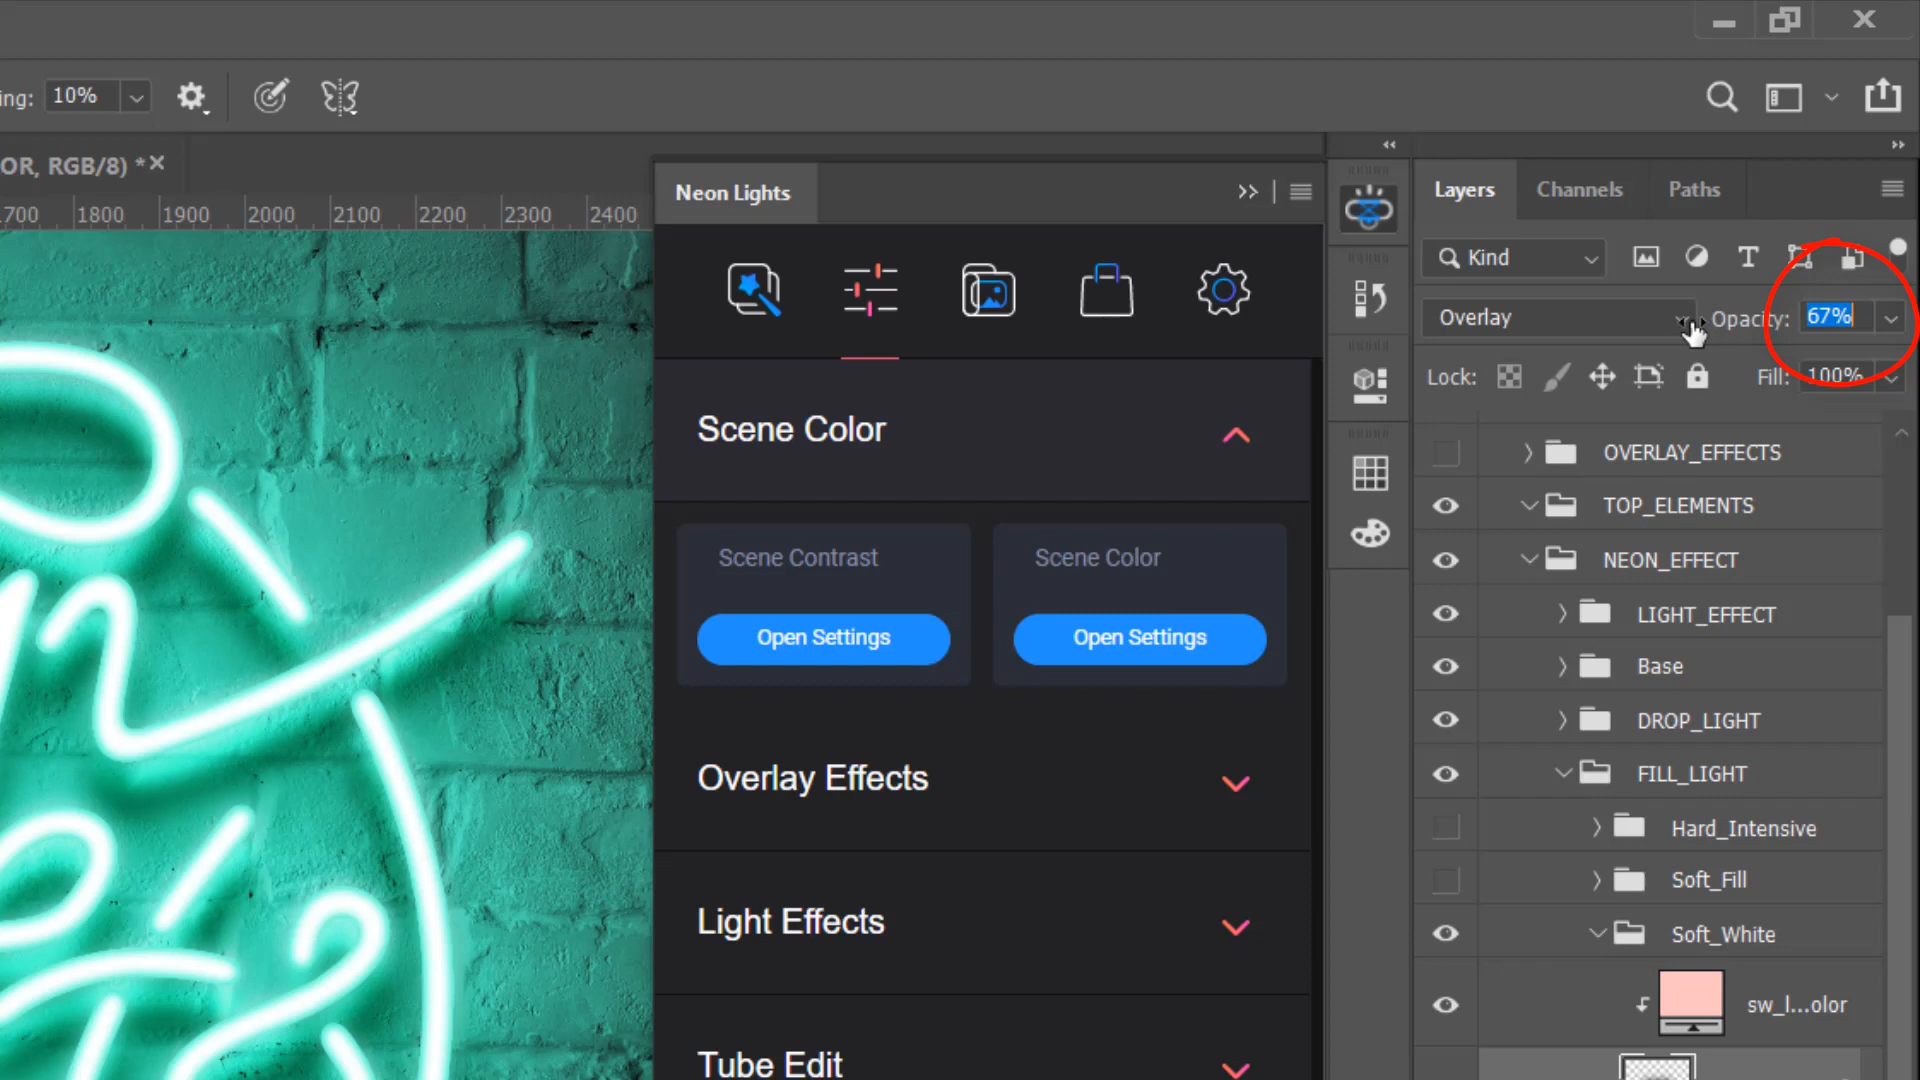 ing: 10%
OR, RGB/8) *
1700 1800 1900 2000 2100 2200 2300 2400
Neon Lights
Scene Color
Scene Contrast
Open Settings
Scene Color
Open Settings
Overlay Effects
Light Effects
Tube Edit
Layers Channels Paths
Kind
Overlay Opacity: 67%
Lock: Fill: 100%
OVERLAY_EFFECTS
TOP_ELEMENTS
NEON_EFFECT
LIGHT_EFFECT
Base
DROP_LIGHT
FILL_LIGHT
Hard_Intensive
Soft_Fill
Soft_White
sw_l...olor